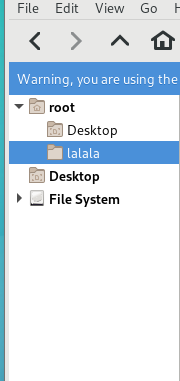 File Edit View Go H
Warning, you are using the
root
Desktop
lalala
Desktop
File System